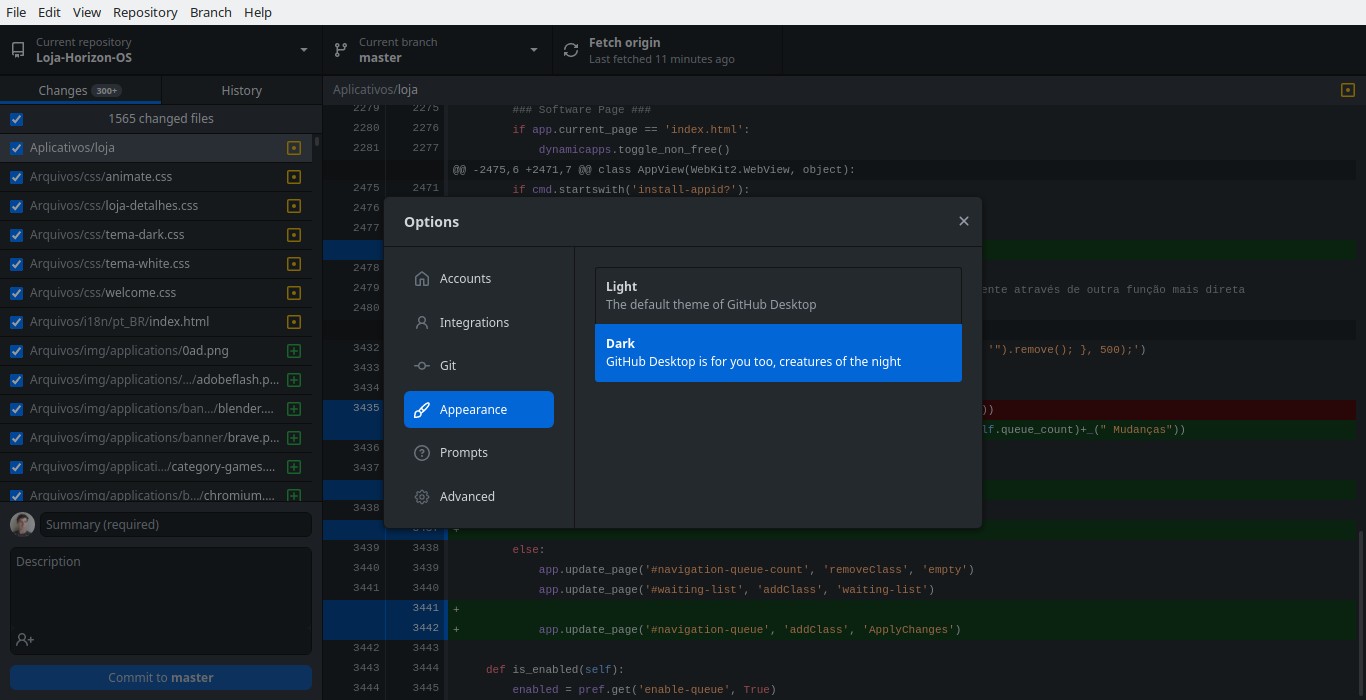 File Edit View Repository Branch Help
Current repository
Loja-Horizon-OS
Current branch
master
Fetch origin
Last fetched 11 minutes ago
Changes 300+
History
1565 changed files
Aplicativos/loja
Arquivos/css/animate.css
Arquivos/css/loja-detalhes.css
Arquivos/css/tema-dark.css
Arquivos/css/tema-white.css
Arquivos/css/welcome.css
Arquivos/i18n/pt_BR/index.html
Arquivos/img/applications/0ad.png
Arquivos/img/applications/.../adobeflash.p...
Arquivos/img/applications/ban.../blender....
Arquivos/img/applications/banner/brave.p...
Arquivos/img/applicati.../category-games....
Arquivos/img/applications/b.../chromium....
Summary (required)
Description
Commit to master
Aplicativos/loja
2279 2275 ### Software Page ###
2280 2276 if app.current_page == 'index.html':
2281 2277 dynamicapps.toggle_non_free()
@@ -2475,6 +2471,7 @@ class AppView(WebKit2.WebView, object):
2475 2471 if cmd.startswith('install-appid?'):
2476
2477
2478
2479 ente através de outra função mais direta
2480
3432 '").remove(); }, 500);')
3433
3434
3435 ))
lf.queue_count)+_(" Mudanças"))
3436
3437
3438
3437 +
3439 3438 else:
3440 3439 app.update_page('#navigation-queue-count', 'removeClass', 'empty')
3441 3440 app.update_page('#waiting-list', 'addClass', 'waiting-list')
3441 +
3442 + app.update_page('#navigation-queue', 'addClass', 'ApplyChanges')
3442 3443
3443 3444 def is_enabled(self):
3444 3445 enabled = pref.get('enable-queue', True)
Options
Accounts
Integrations
Git
Appearance
Prompts
Advanced
Light
The default theme of GitHub Desktop
Dark
GitHub Desktop is for you too, creatures of the night